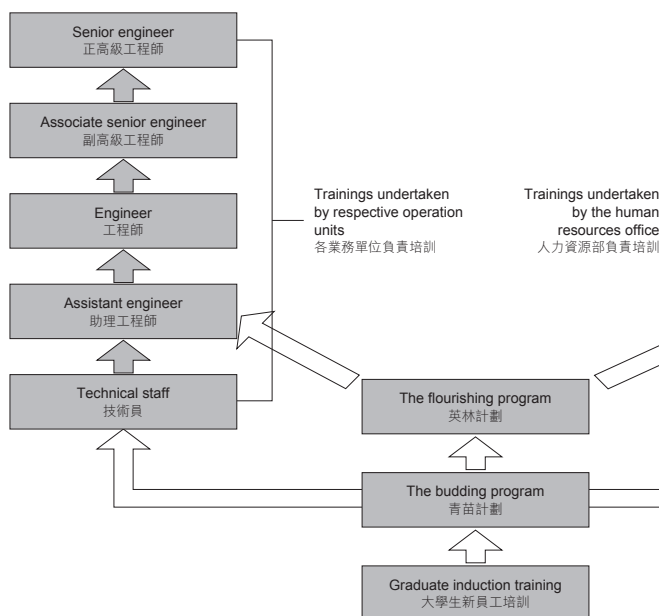 Senior engineer
正高級工程師
Associate senior engineer
副高級工程師
Engineer
工程師
Assistant engineer
助理工程師
Technical staff
技術員
Trainings undertaken
by respective operation
units
各業務單位負責培訓
Trainings undertaken
by the human
resources office
人力資源部負責培訓
The flourishing program
英林計劃
The budding program
青苗計劃
Graduate induction training
大學生新員工培訓